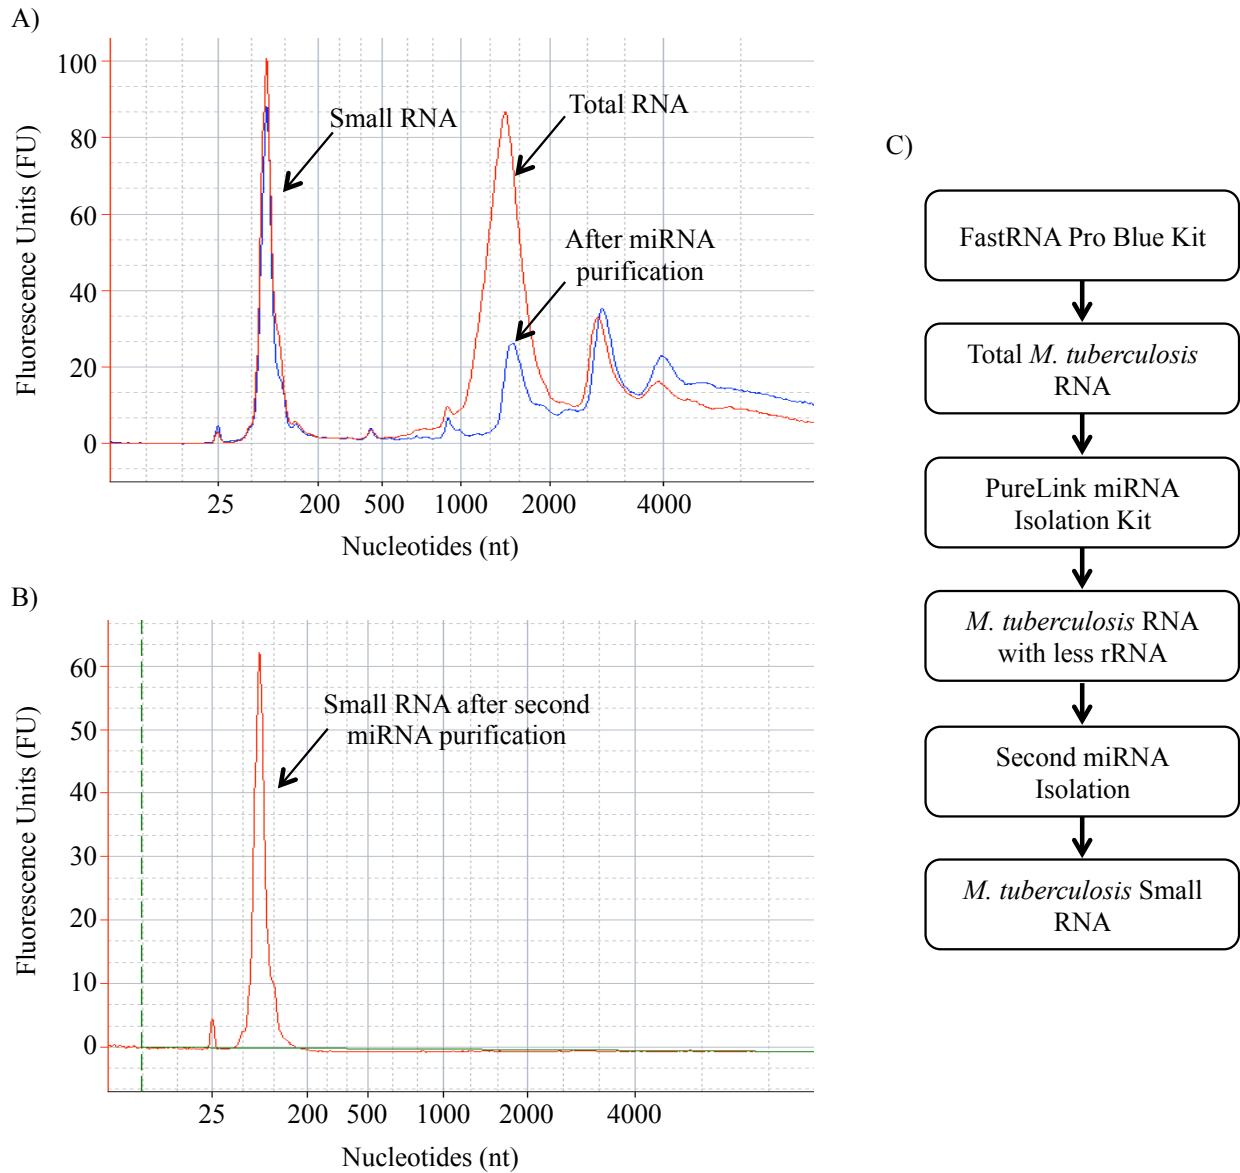 A)
Fluorescence Units (FU)
100
80
60
40
20
0
Small RNA
Total RNA
After miRNA
purification
25 200 500 1000 2000 4000
Nucleotides (nt)
B)
Fluorescence Units (FU)
60
50
40
30
20
10
0
Small RNA after second
miRNA purification
25 200 500 1000 2000 4000
Nucleotides (nt)
C)
FastRNA Pro Blue Kit
Total M. tuberculosis
RNA
PureLink miRNA
Isolation Kit
M. tuberculosis RNA
with less rRNA
Second miRNA
Isolation
M. tuberculosis Small
RNA